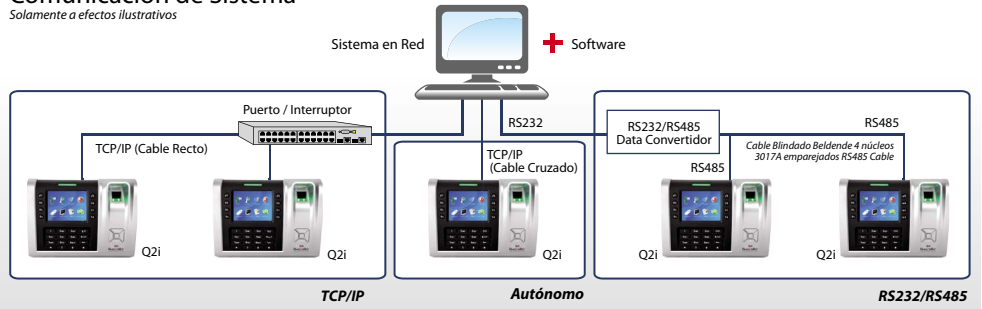 Comunicación de Sistema
Solamente a efectos ilustrativos
Sistema en Red
Software
Puerto / Interruptor
TCP/IP (Cable Recto)
Q2i
Q2i
TCP/IP
TCP/IP
(Cable Cruzado)
Q2i
Autónomo
RS232
RS232/RS485
Data Convertidor
RS485
Cable Blindado Beldende 4 núcleos
3017A emparejados RS485 Cable
RS485
Q2i
Q2i
RS232/RS485